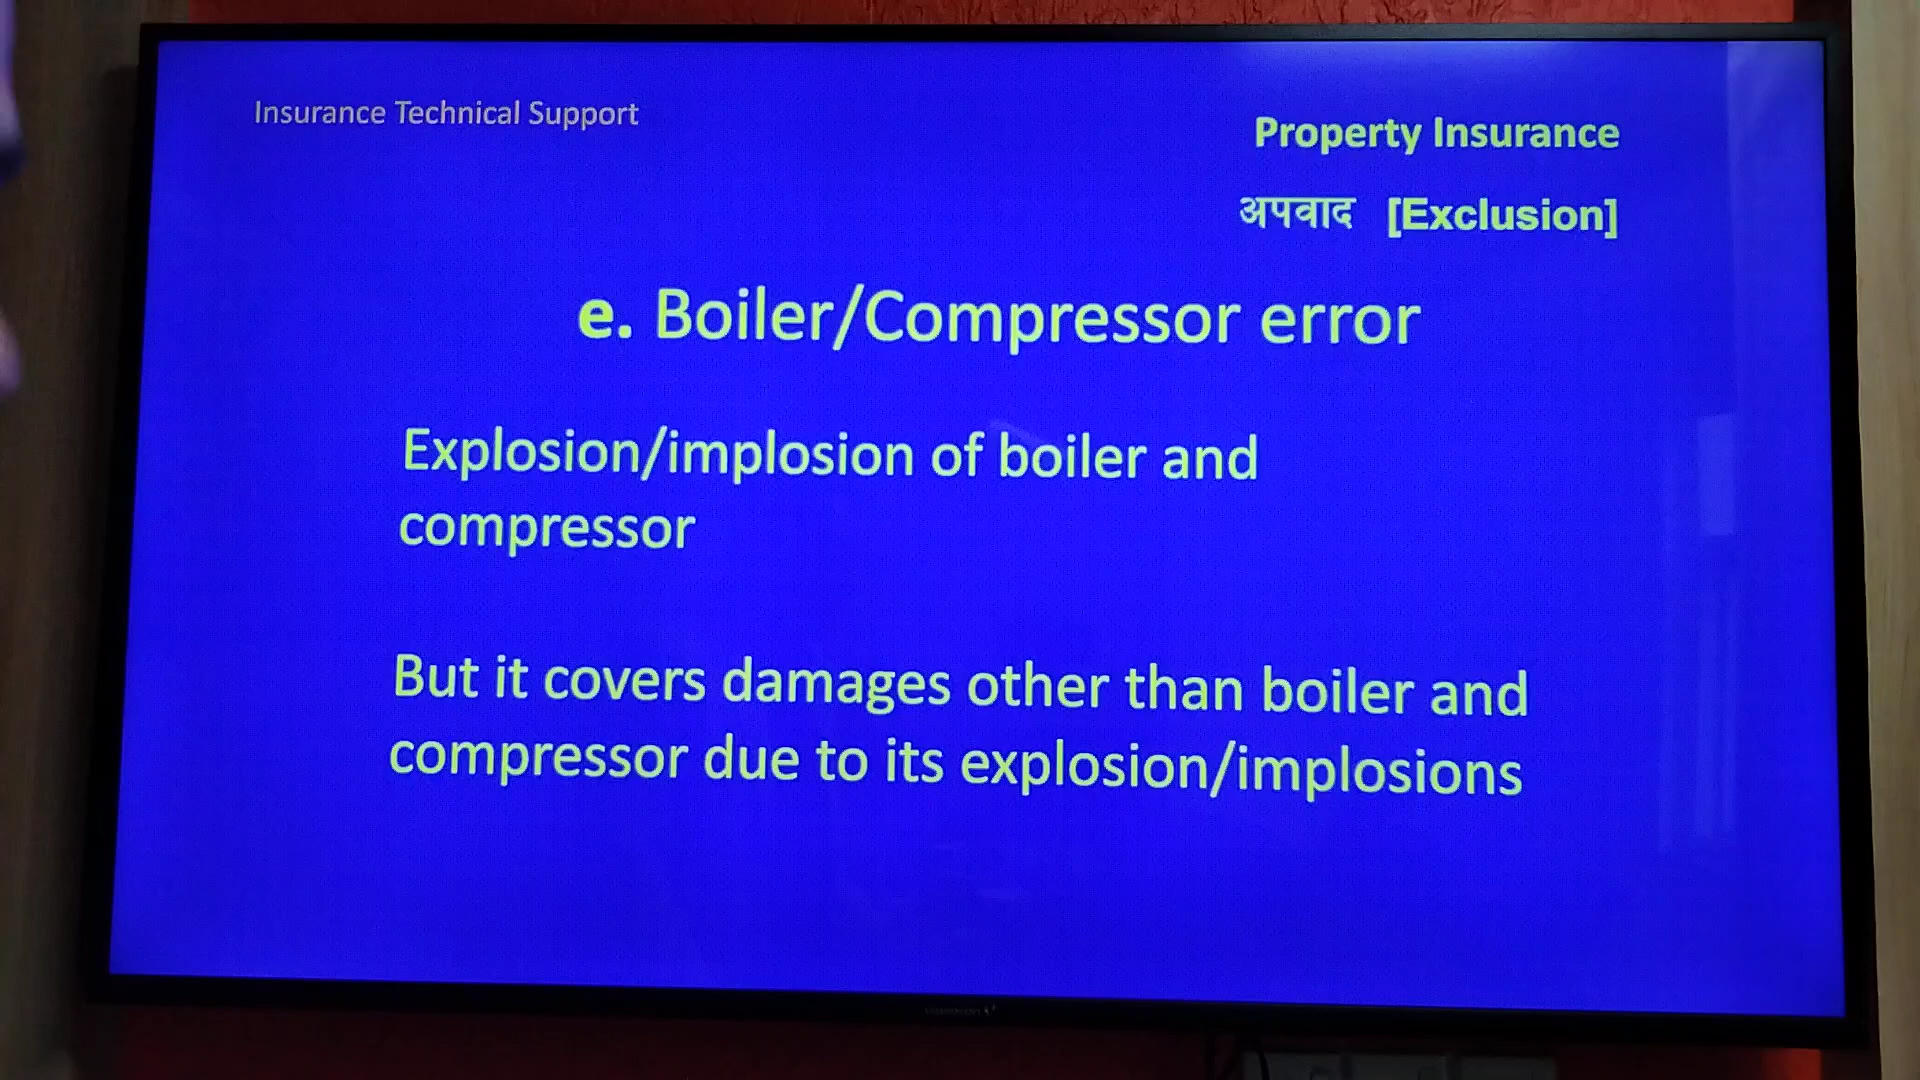 Insurance Technical Support
Property Insurance
अपवाद [Exclusion]
e. Boiler/Compressor error
Explosion/implosion of boiler and
compressor
But it covers damages other than boiler and
compressor due to its explosion/implosions